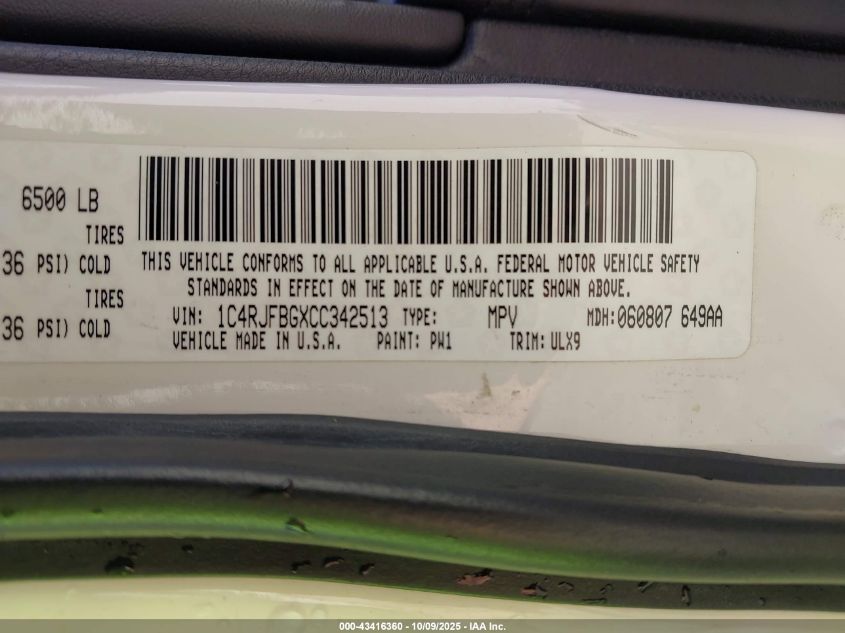 6500 LB
TIRES
36 PSI) COLD
TIRES
36 PSI) COLD
THIS VEHICLE CONFORMS TO ALL APPLICABLE U.S.A. FEDERAL MOTOR VEHICLE SAFETY
STANDARDS IN EFFECT ON THE DATE OF MANUFACTURE SHOWN ABOVE.
VIN: 1C4RJFBGXCC342513 TYPE: MPV MDH:060807 649AA
VEHICLE MADE IN U.S.A. PAINT: PW1 TRIM: ULX9
000-43416360 | 10/09/2025 - IAA Inc.